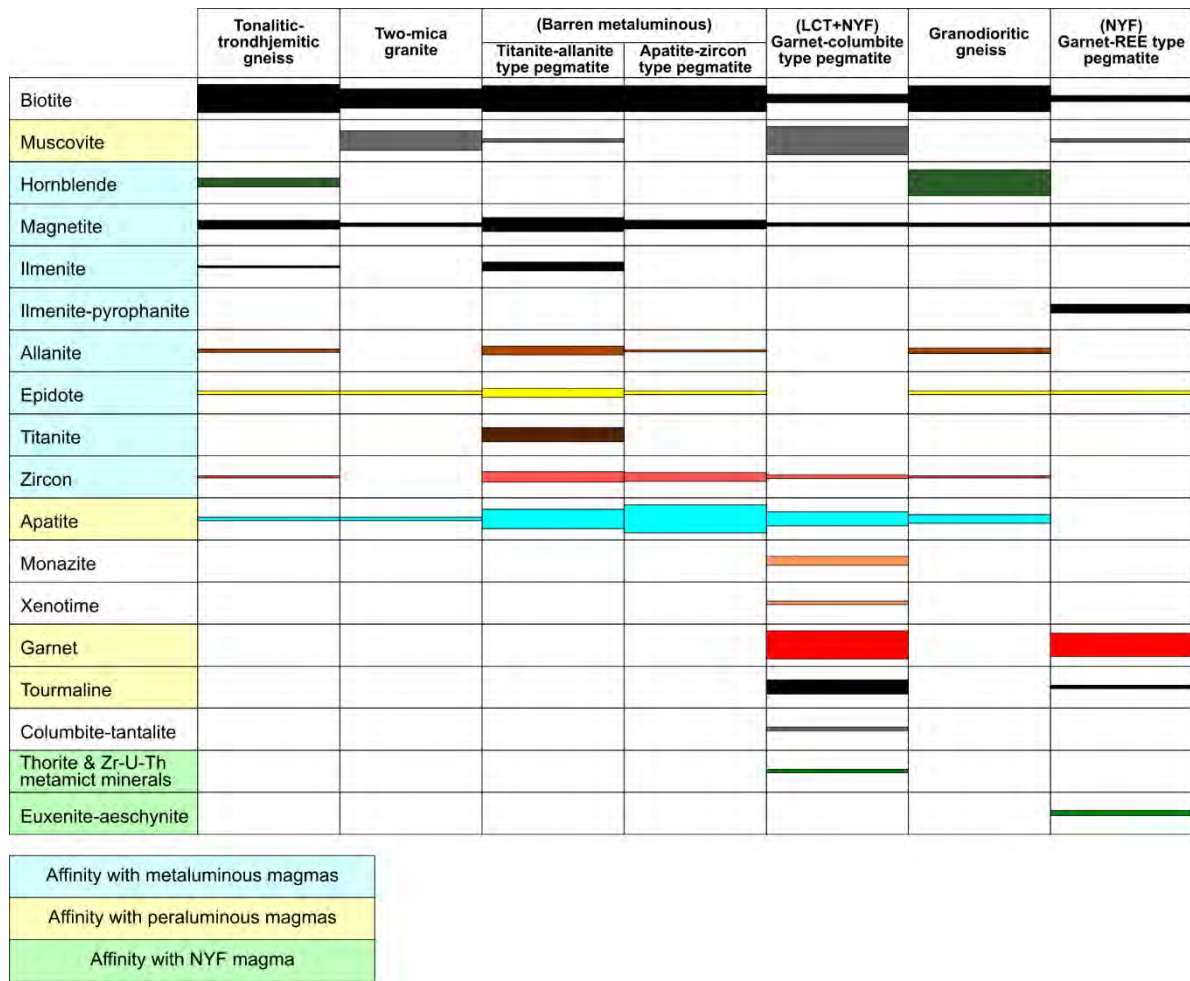 Tonalitic-
trondhjemitic
gneiss
Two-mica
granite
(Barren metaluminous)
Titanite-allanite
type pegmatite
Apatite-zircon
type pegmatite
(LCT+NYF)
Garnet-columbite
type pegmatite
Granodioritic
gneiss
(NYF)
Garnet-REE type
pegmatite
Biotite
Muscovite
Hornblende
Magnetite
Ilmenite
Ilmenite-pyrophanite
Allanite
Epidote
Titanite
Zircon
Apatite
Monazite
Xenotime
Garnet
Tourmaline
Columbite-tantalite
Thorite & Zr-U-Th
metamict minerals
Euxenite-aeschynite
Affinity with metaluminous magmas
Affinity with peraluminous magmas
Affinity with NYF magma